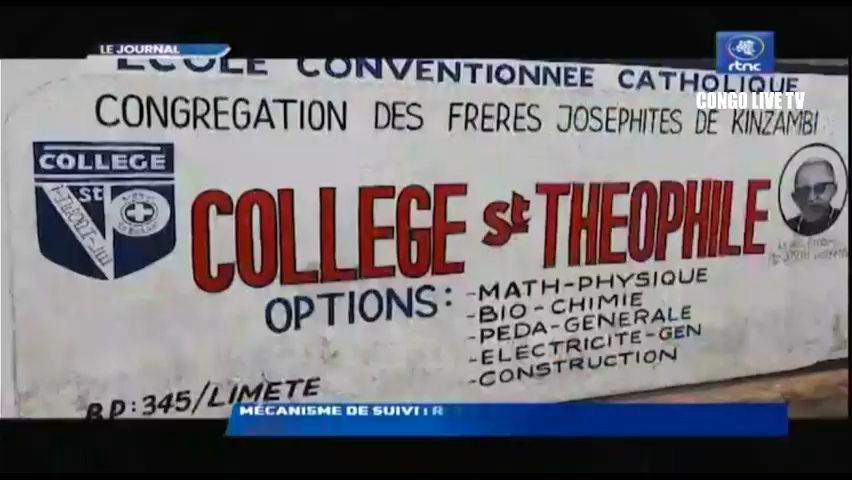 LE JOURNAL
rtnc
CONGO LIVE TV
ECOLE CONVENTIONNEE CATHOLIQUE
CONGREGATION DES FRERES JOSEPHITES DE KINZAMBI
COLLEGE
St
COLLEGE St THEOPHILE
OPTIONS:
-MATH-PHYSIQUE
-BIO-CHIMIE
-PEDA-GENERALE
-ELECTRICITE-GEN
-CONSTRUCTION
B.P:345/LIMETE
MÉCANISME DE SUIVI : R